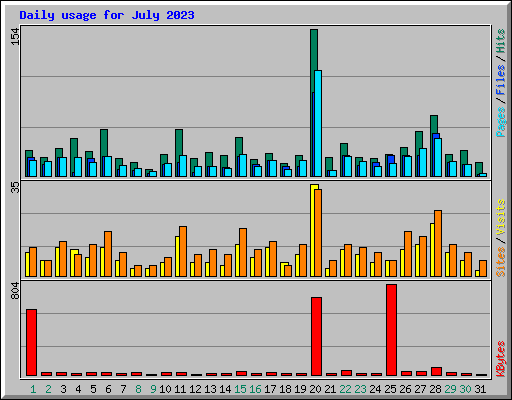 Daily usage for July 2023
154
Pages / Files / Hits
35
Sites / Visits
804
KBytes
1 2 3 4 5 6 7 8 9 10 11 12 13 14 15 16 17 18 19 20 21 22 23 24 25 26 27 28 29 30 31